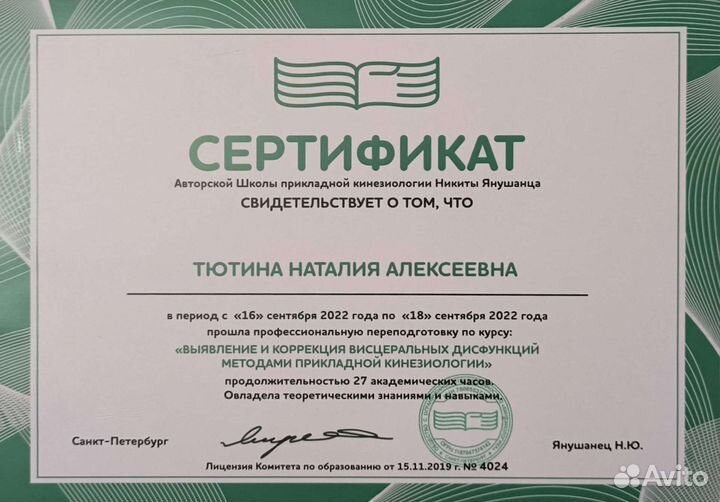 СЕРТИФИКАТ
Авторской Школы прикладной кинезиологии Никиты Янушанца
СВИДЕТЕЛЬСТВУЕТ О ТОМ, ЧТО
ТЮТИНА НАТАЛИЯ АЛЕКСЕЕВНА
в период с «16» сентября 2022 года по «18» сентября 2022 года
прошла профессиональную переподготовку по курсу:
«ВЫЯВЛЕНИЕ И КОРРЕКЦИЯ ВИСЦЕРАЛЬНЫХ ДИСФУНКЦИЙ
МЕТОДАМИ ПРИКЛАДНОЙ КИНЕЗИОЛОГИИ»
продолжительностью 27 академических часов.
Овладела теоретическими знаниями и навыками.
Санкт-Петербург
Янушанец Н.Ю.
Лицензия Комитета по образованию от 15.11.2019 г. № 4024
Avito